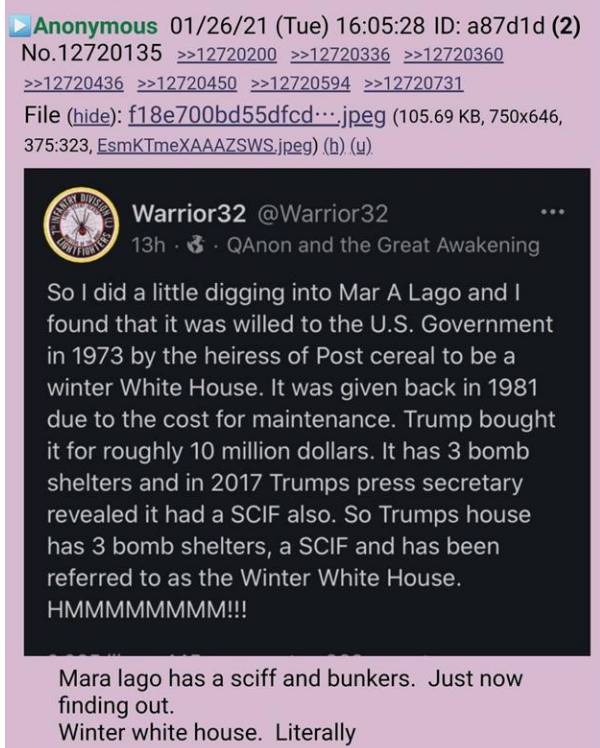 Anonymous 01/26/21 (Tue) 16:05:28 ID: a87d1d (2)
No.12720135 >>12720200 >>12720336 >>12720360
>>12720436 >>12720450 >>12720594 >>12720731
File (hide): f18e700bd55dfcd⋯.jpeg (105.69 KB, 750x646,
375:323, EsmKTmeXAAAZSWS.jpeg) (h) (u)
Warrior32 @Warrior32
13h · · QAnon and the Great Awakening
So I did a little digging into Mar A Lago and I
found that it was willed to the U.S. Government
in 1973 by the heiress of Post cereal to be a
winter White House. It was given back in 1981
due to the cost for maintenance. Trump bought
it for roughly 10 million dollars. It has 3 bomb
shelters and in 2017 Trumps press secretary
revealed it had a SCIF also. So Trumps house
has 3 bomb shelters, a SCIF and has been
referred to as the Winter White House.
HMMMMMMMM!!!
Mara lago has a sciff and bunkers. Just now
finding out.
Winter white house. Literally